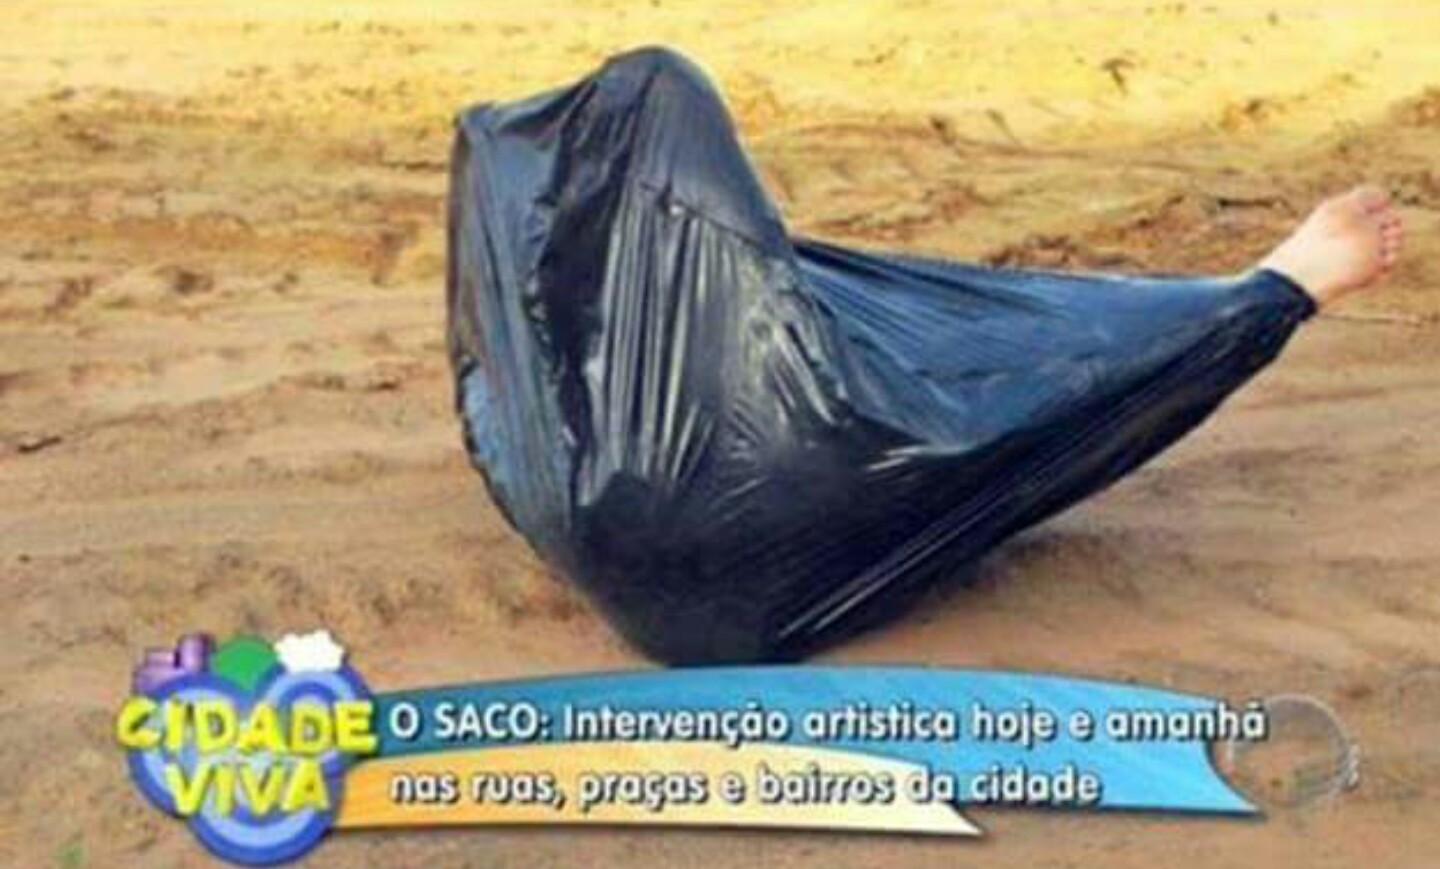 CIDADE
VIVA
O SACO: Intervenção artistica hoje e amanhã
nas ruas, praças e bairros da cidade